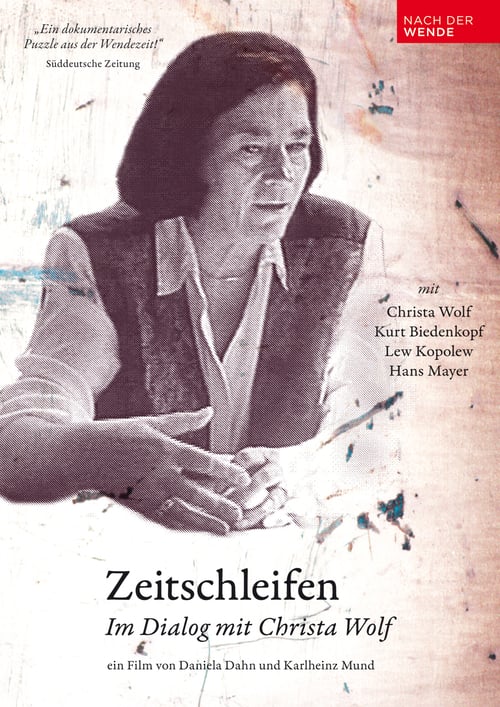 „Ein dokumentarisches
Puzzle aus der Wendezeit!“
Süddeutsche Zeitung
NACH DER
WENDE
mit
Christa Wolf
Kurt Biedenkopf
Lew Kopolew
Hans Mayer
Zeitschleifen
Im Dialog mit Christa Wolf
ein Film von Daniela Dahn und Karlheinz Mund